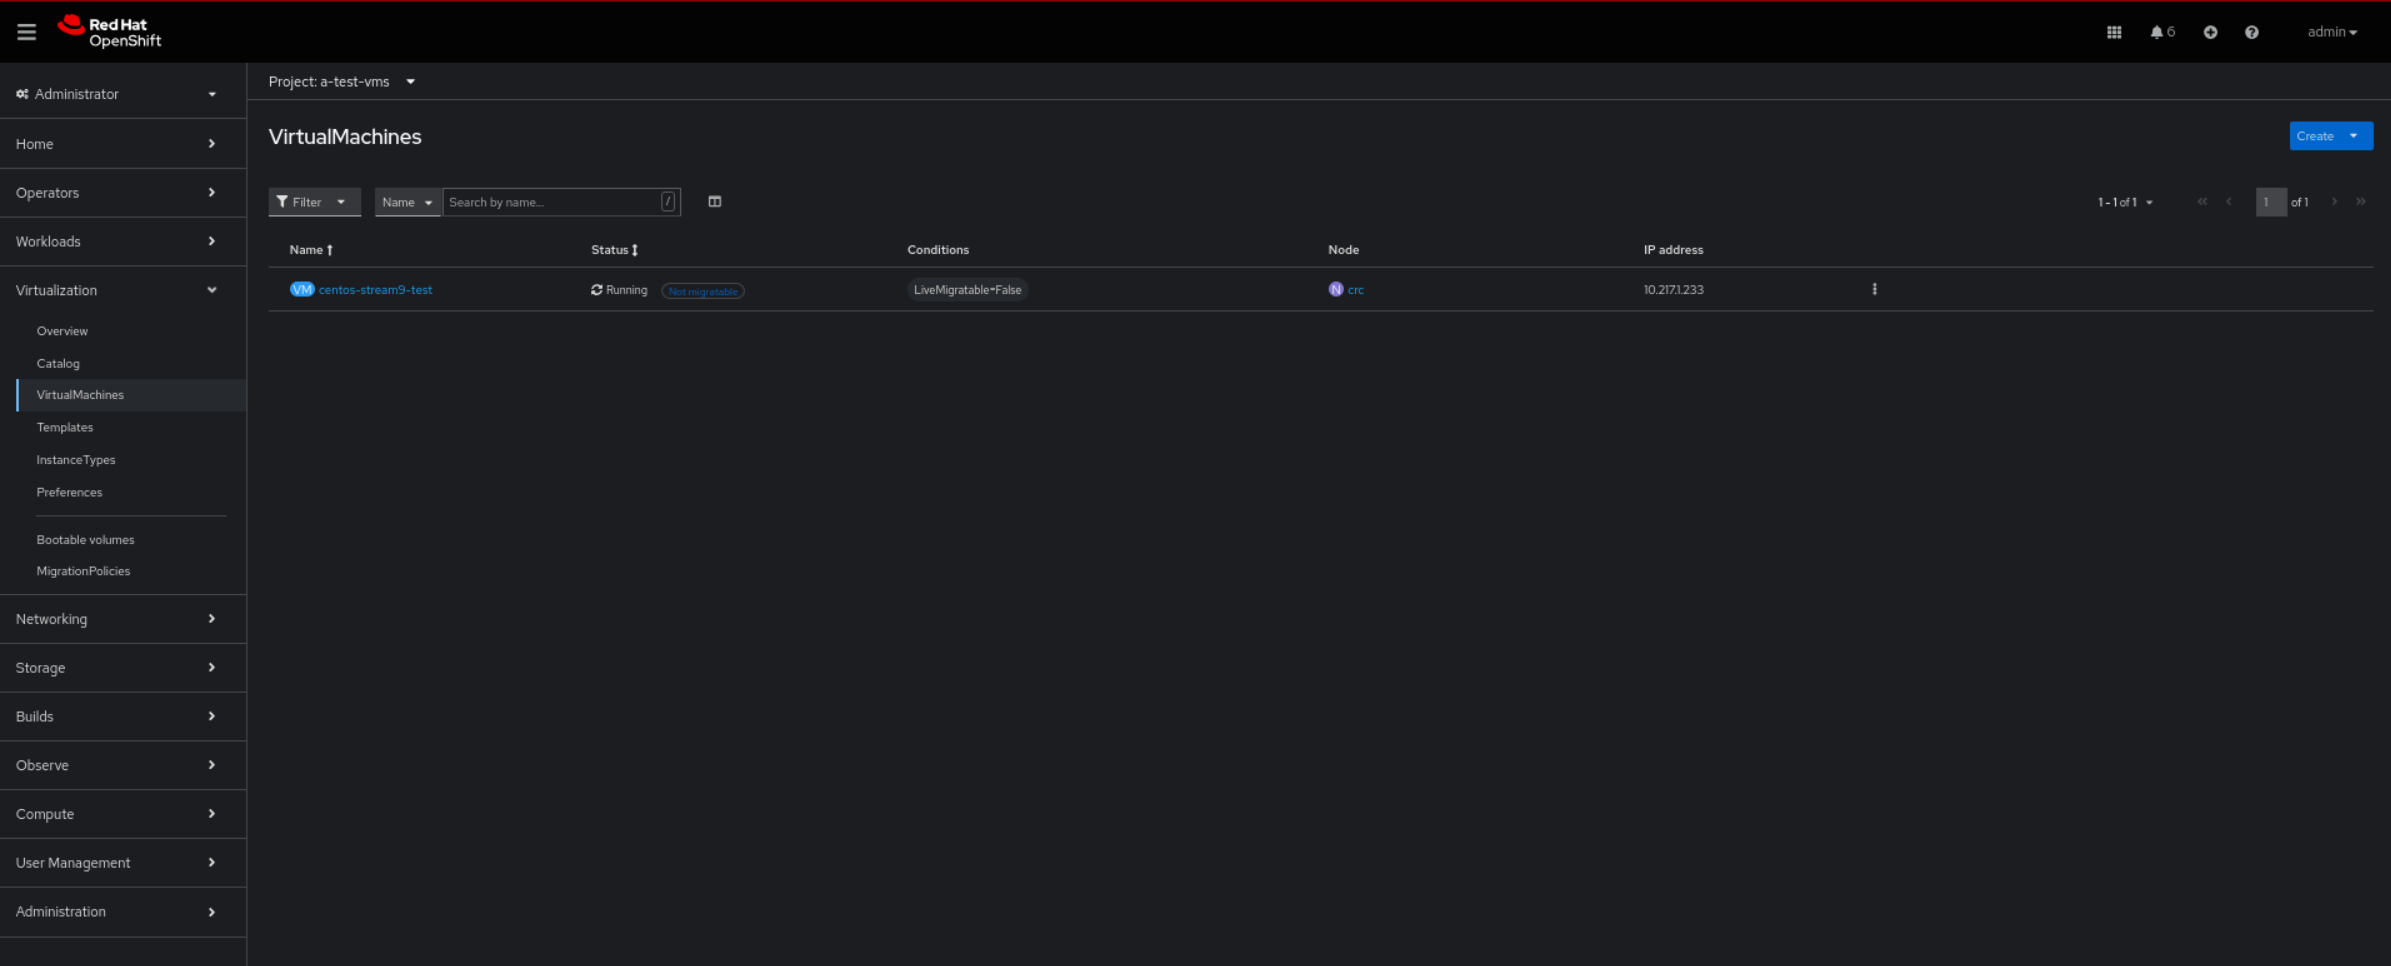 Red Hat
OpenShift
6
admin
Administrator
Home
Operators
Workloads
Virtualization
Overview
Catalog
VirtualMachines
Templates
InstanceTypes
Preferences
Bootable volumes
MigrationPolicies
Networking
Storage
Builds
Observe
Compute
User Management
Administration
Project: a-test-vms
VirtualMachines
Create
Filter Name Search by name... / 1 - 1 of 1 1 of 1
Name Status Conditions Node IP address
VM centos-stream9-test Running Not migratable LiveMigratable=False N crc 10.217.1.233